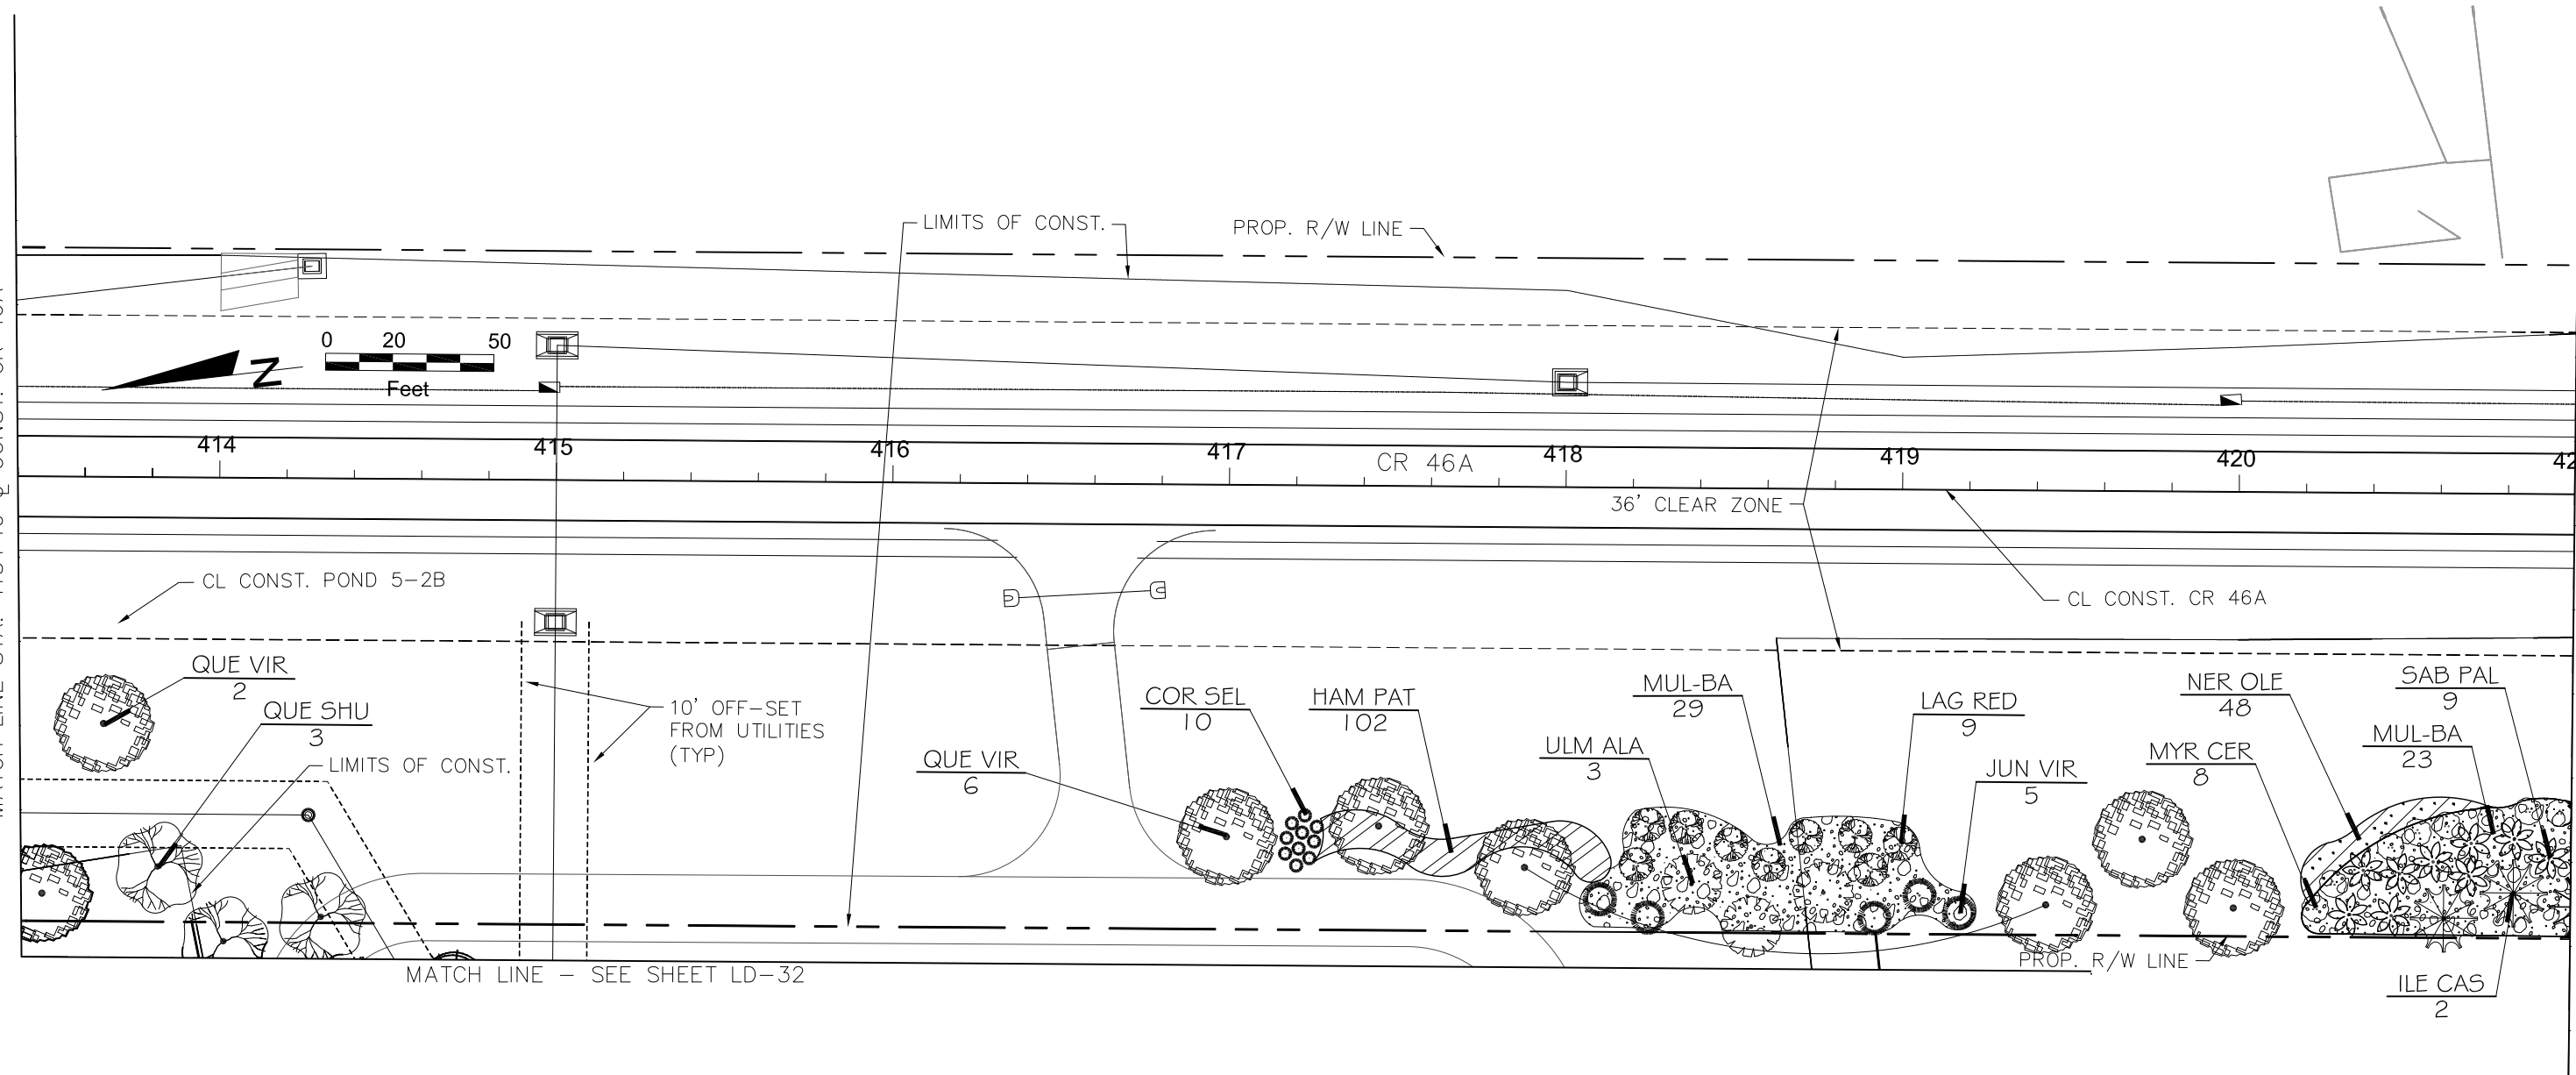 LIMITS OF CONST.
PROP. R/W LINE
0 20 50
Feet
N
414 415 416 417 418 419 420
CR 46A
36' CLEAR ZONE
CL CONST. POND 5-2B
CL CONST. CR 46A
QUE VIR
2
QUE SHU
3
LIMITS OF CONST.
10' OFF-SET
FROM UTILITIES
(TYP)
QUE VIR
6
COR SEL
10
HAM PAT
102
ULM ALA
3
MUL-BA
29
LAG RED
9
JUN VIR
5
MYR CER
8
NER OLE
48
MUL-BA
23
SAB PAL
9
PROP. R/W LINE
ILE CAS
2
MATCH LINE - SEE SHEET LD-32